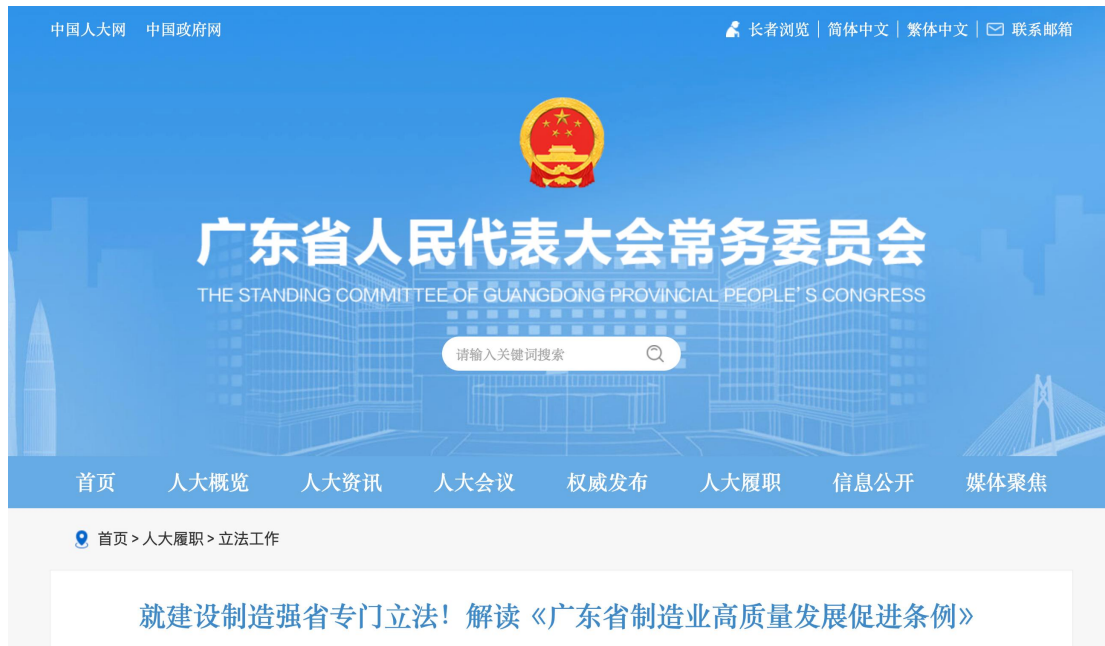 中国人大网 中国政府网 长者浏览 | 简体中文 | 繁体中文 | 联系邮箱
广东省人民代表大会常务委员会
THE STANDING COMMITTEE OF GUANGDONG PROVINCIAL PEOPLE'S CONGRESS
请输入关键词搜索
首页 人大概览 人大资讯 人大会议 权威发布 人大履职 信息公开 媒体聚焦
首页 > 人大履职 > 立法工作
就建设制造强省专门立法！解读《广东省制造业高质量发展促进条例》